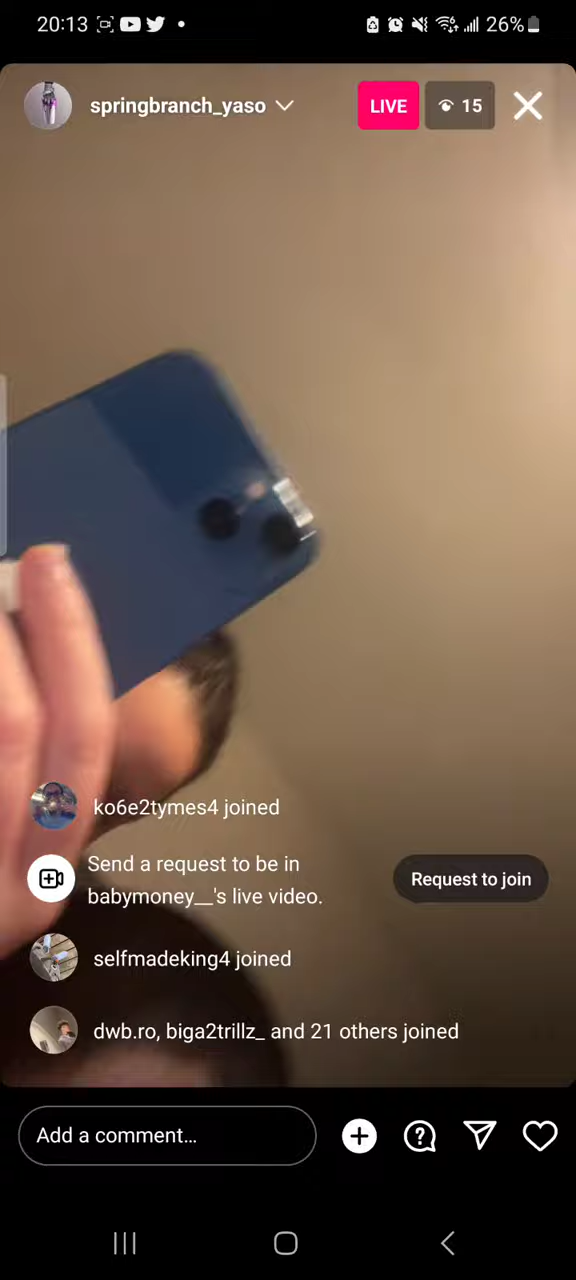 20:13
26%
springbranch_yaso
LIVE
15
ko6e2tymes4 joined
Send a request to be in
babymoney__'s live video.
Request to join
selfmadeking4 joined
dwb.ro, biga2trillz_ and 21 others joined
Add a comment...